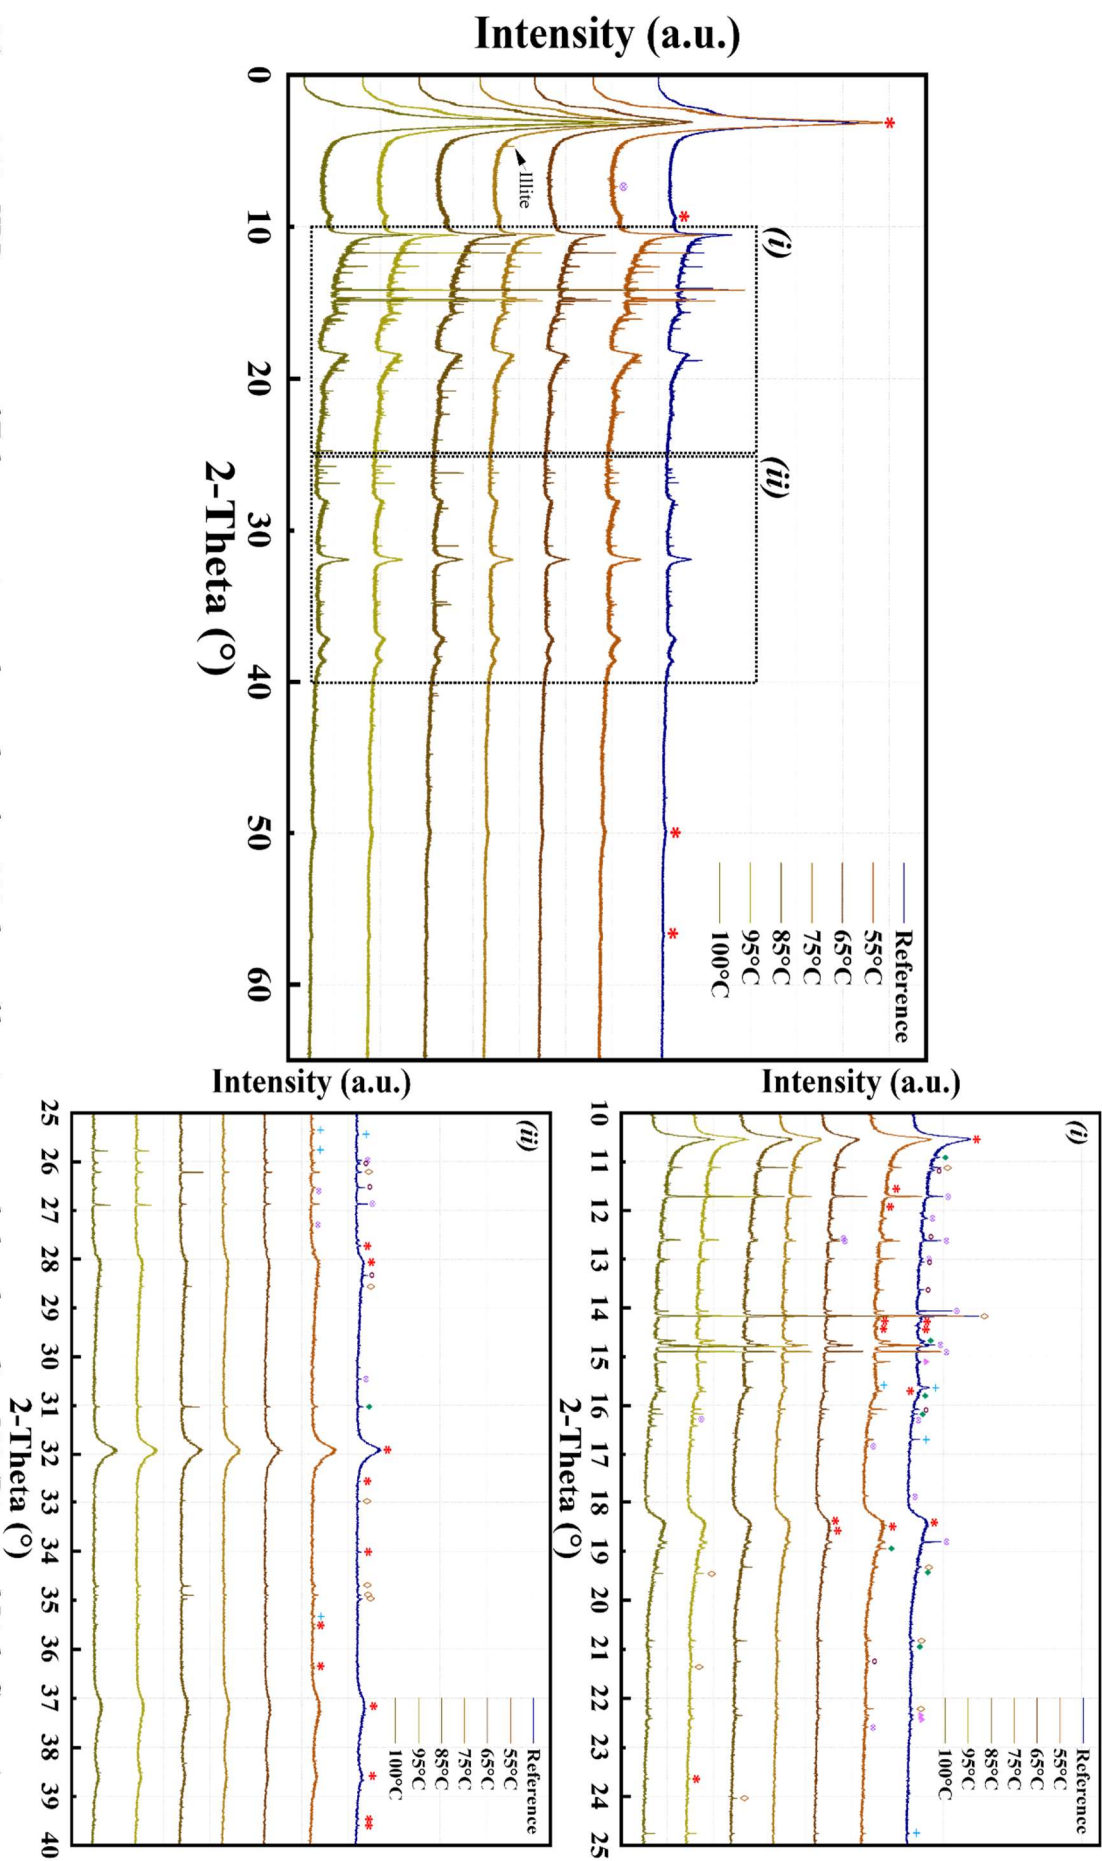 Intensity (a.u.)
0
10
20
30
40
50
60
2-Theta (°)
Illite
(i)
(ii)
Reference
55°C
65°C
75°C
85°C
95°C
100°C
Intensity (a.u.)
(i)
10 11 12 13 14 15 16 17 18 19 20 21 22 23 24 25
2-Theta (°)
Reference
55°C
65°C
75°C
85°C
95°C
100°C
Intensity (a.u.)
(ii)
25 26 27 28 29 30 31 32 33 34 35 36 37 38 39 40
2-Theta (°)
Reference
55°C
65°C
75°C
85°C
95°C
100°C